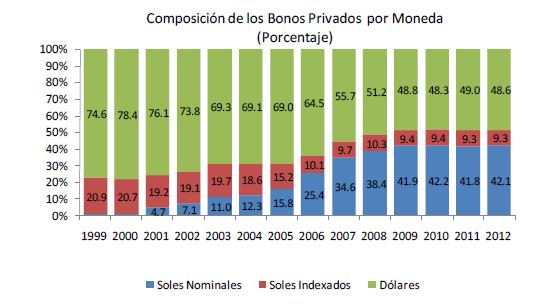 Composición de los Bonos Privados por Moneda
(Porcentaje)
100%
90%
80%
70%
60%
50%
40%
30%
20%
10%
0%
74.6 78.4 76.1 73.8 69.3 69.1 69.0 64.5 55.7 51.2 48.8 48.3 49.0 48.6
20.9 20.7 19.2 19.1 19.7 18.6 15.2 10.1 9.7 10.3 9.4 9.4 9.3 9.3
4.7 7.1 11.0 12.3 15.8 25.4 34.6 38.4 41.9 42.2 41.8 42.1
1999 2000 2001 2002 2003 2004 2005 2006 2007 2008 2009 2010 2011 2012
Soles Nominales Soles Indexados Dólares